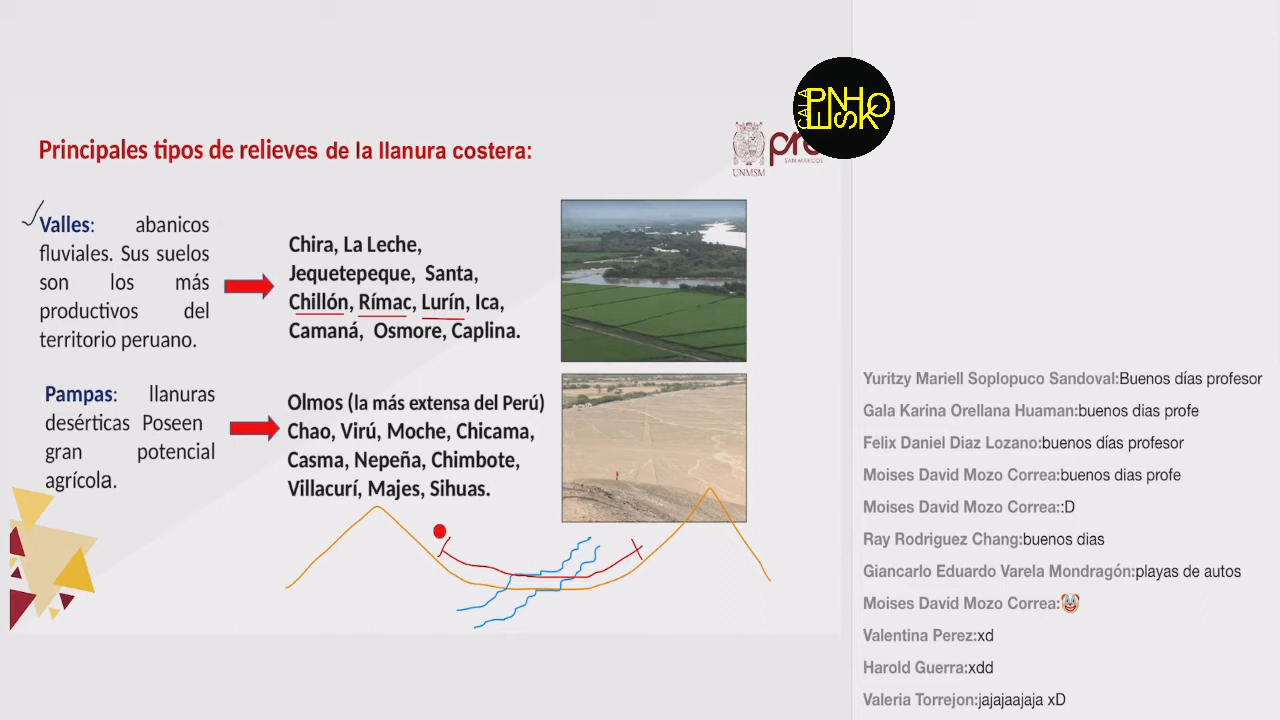 Principales tipos de relieves de la llanura costera:
UNMSM
SAN MARCOS
Valles: abanicos
fluviales. Sus suelos
son los más
productivos del
territorio peruano.
Chira, La Leche,
Jequetepeque, Santa,
Chillón, Rímac, Lurín, Ica,
Camaná, Osmore, Caplina.
Pampas: llanuras
desérticas Poseen
gran potencial
agrícola.
Olmos (la más extensa del Perú)
Chao, Virú, Moche, Chicama,
Casma, Nepeña, Chimbote,
Villacurí, Majes, Sihuas.
Yuritzy Mariell Soplopuco Sandoval:Buenos días profesor
Gala Karina Orellana Huaman:buenos dias profe
Felix Daniel Diaz Lozano:buenos días profesor
Moises David Mozo Correa:buenos dias profe
Moises David Mozo Correa::D
Ray Rodriguez Chang:buenos dias
Giancarlo Eduardo Varela Mondragón:playas de autos
Moises David Mozo Correa:🤡
Valentina Perez:xd
Harold Guerra:xdd
Valeria Torrejon:jajajaajaja xD